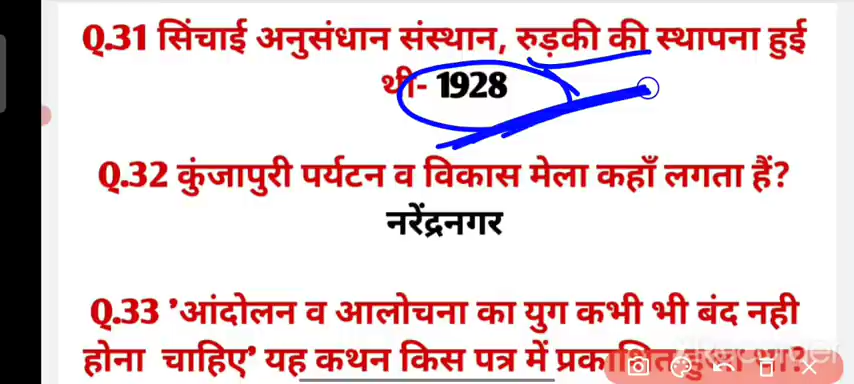 Q.31 सिंचाई अनुसंधान संस्थान, रुड़की की स्थापना हुई
थी- 1928
Q.32 कुंजापुरी पर्यटन व विकास मेला कहाँ लगता हैं?
नरेंद्रनगर
Q.33 'आंदोलन व आलोचना का युग कभी भी बंद नही
होना चाहिए' यह कथन किस पत्र में